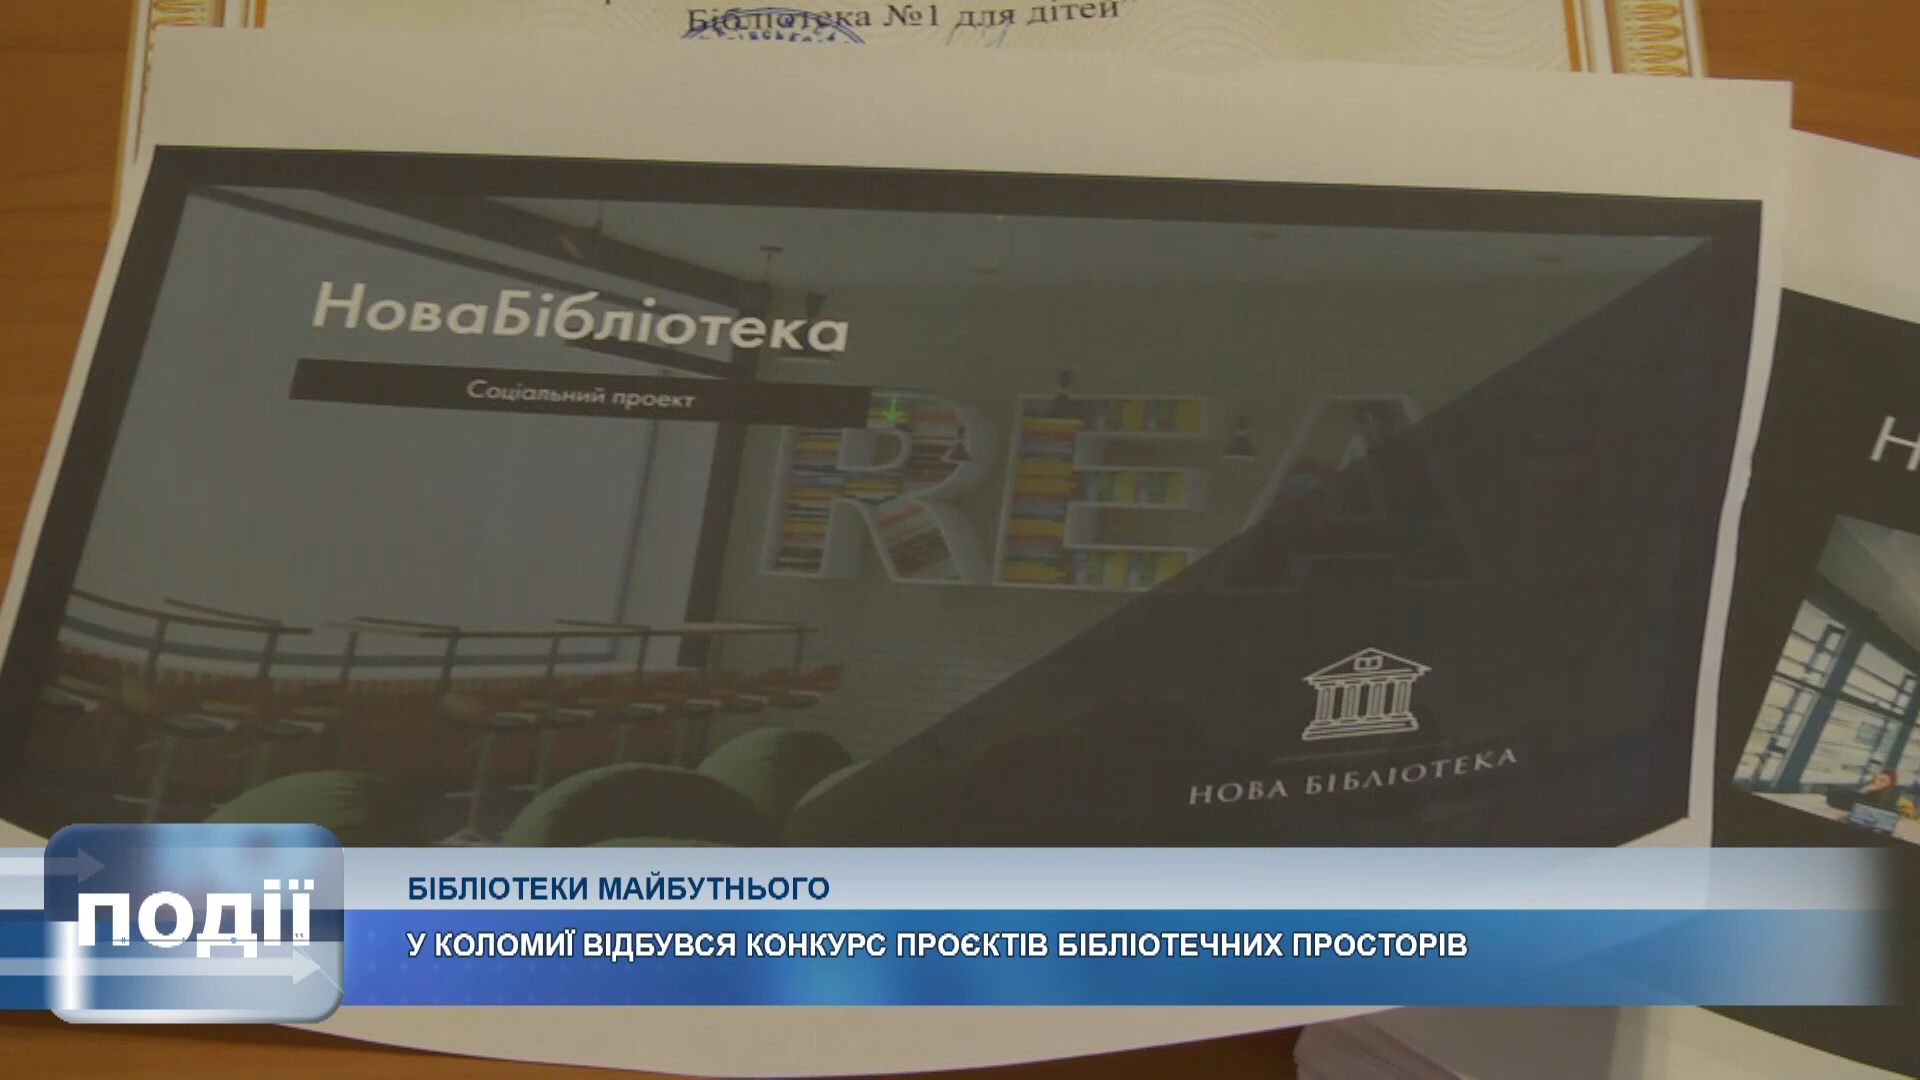 Бібліотека №1 для дітей"
НоваБібліотека
Соціальний проект
REA
Н
НОВА БІБЛІОТЕКА
події
БІБЛІОТЕКИ МАЙБУТНЬОГО
У КОЛОМИЇ ВІДБУВСЯ КОНКУРС ПРОЄКТІВ БІБЛІОТЕЧНИХ ПРОСТОРІВ